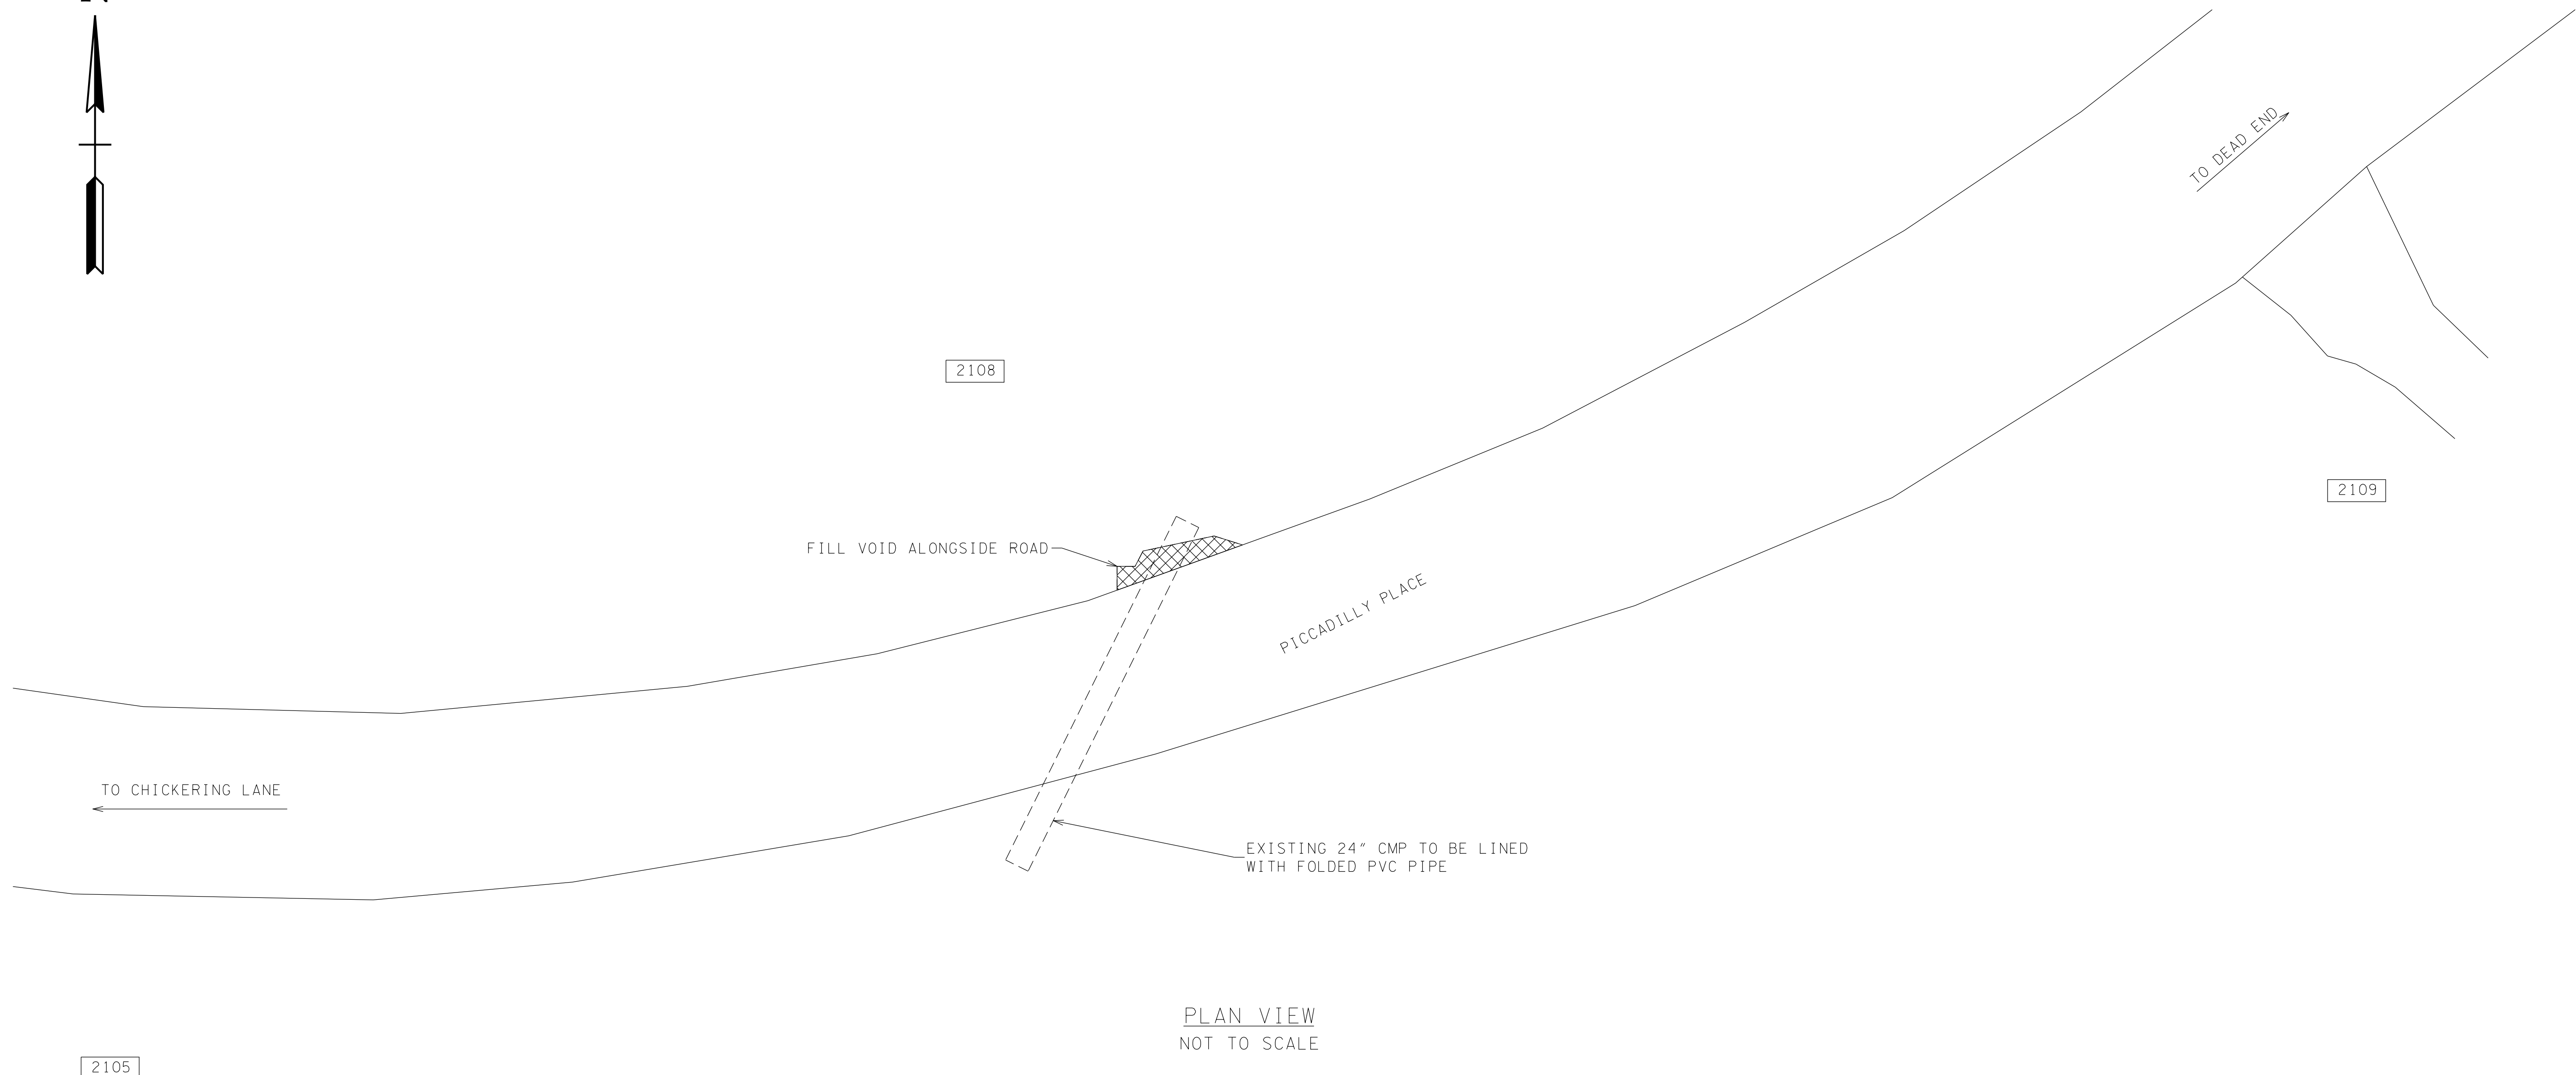 TO DEAD END
2108
2109
FILL VOID ALONGSIDE ROAD
PICCADILLY PLACE
TO CHICKERING LANE
EXISTING 24" CMP TO BE LINED
WITH FOLDED PVC PIPE
PLAN VIEW
NOT TO SCALE
2105